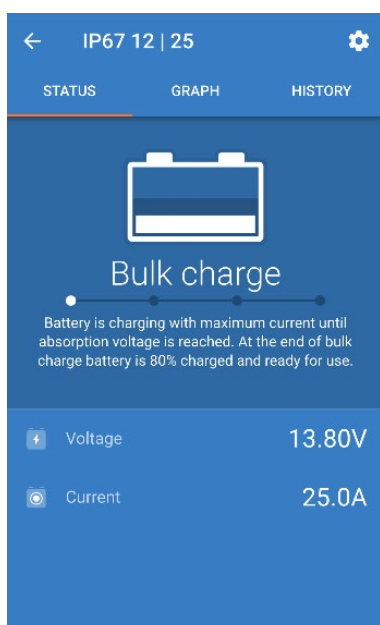 IP67 12 | 25
STATUS GRAPH HISTORY
Bulk charge
Battery is charging with maximum current until
absorption voltage is reached. At the end of bulk
charge battery is 80% charged and ready for use.
Voltage 13.80V
Current 25.0A